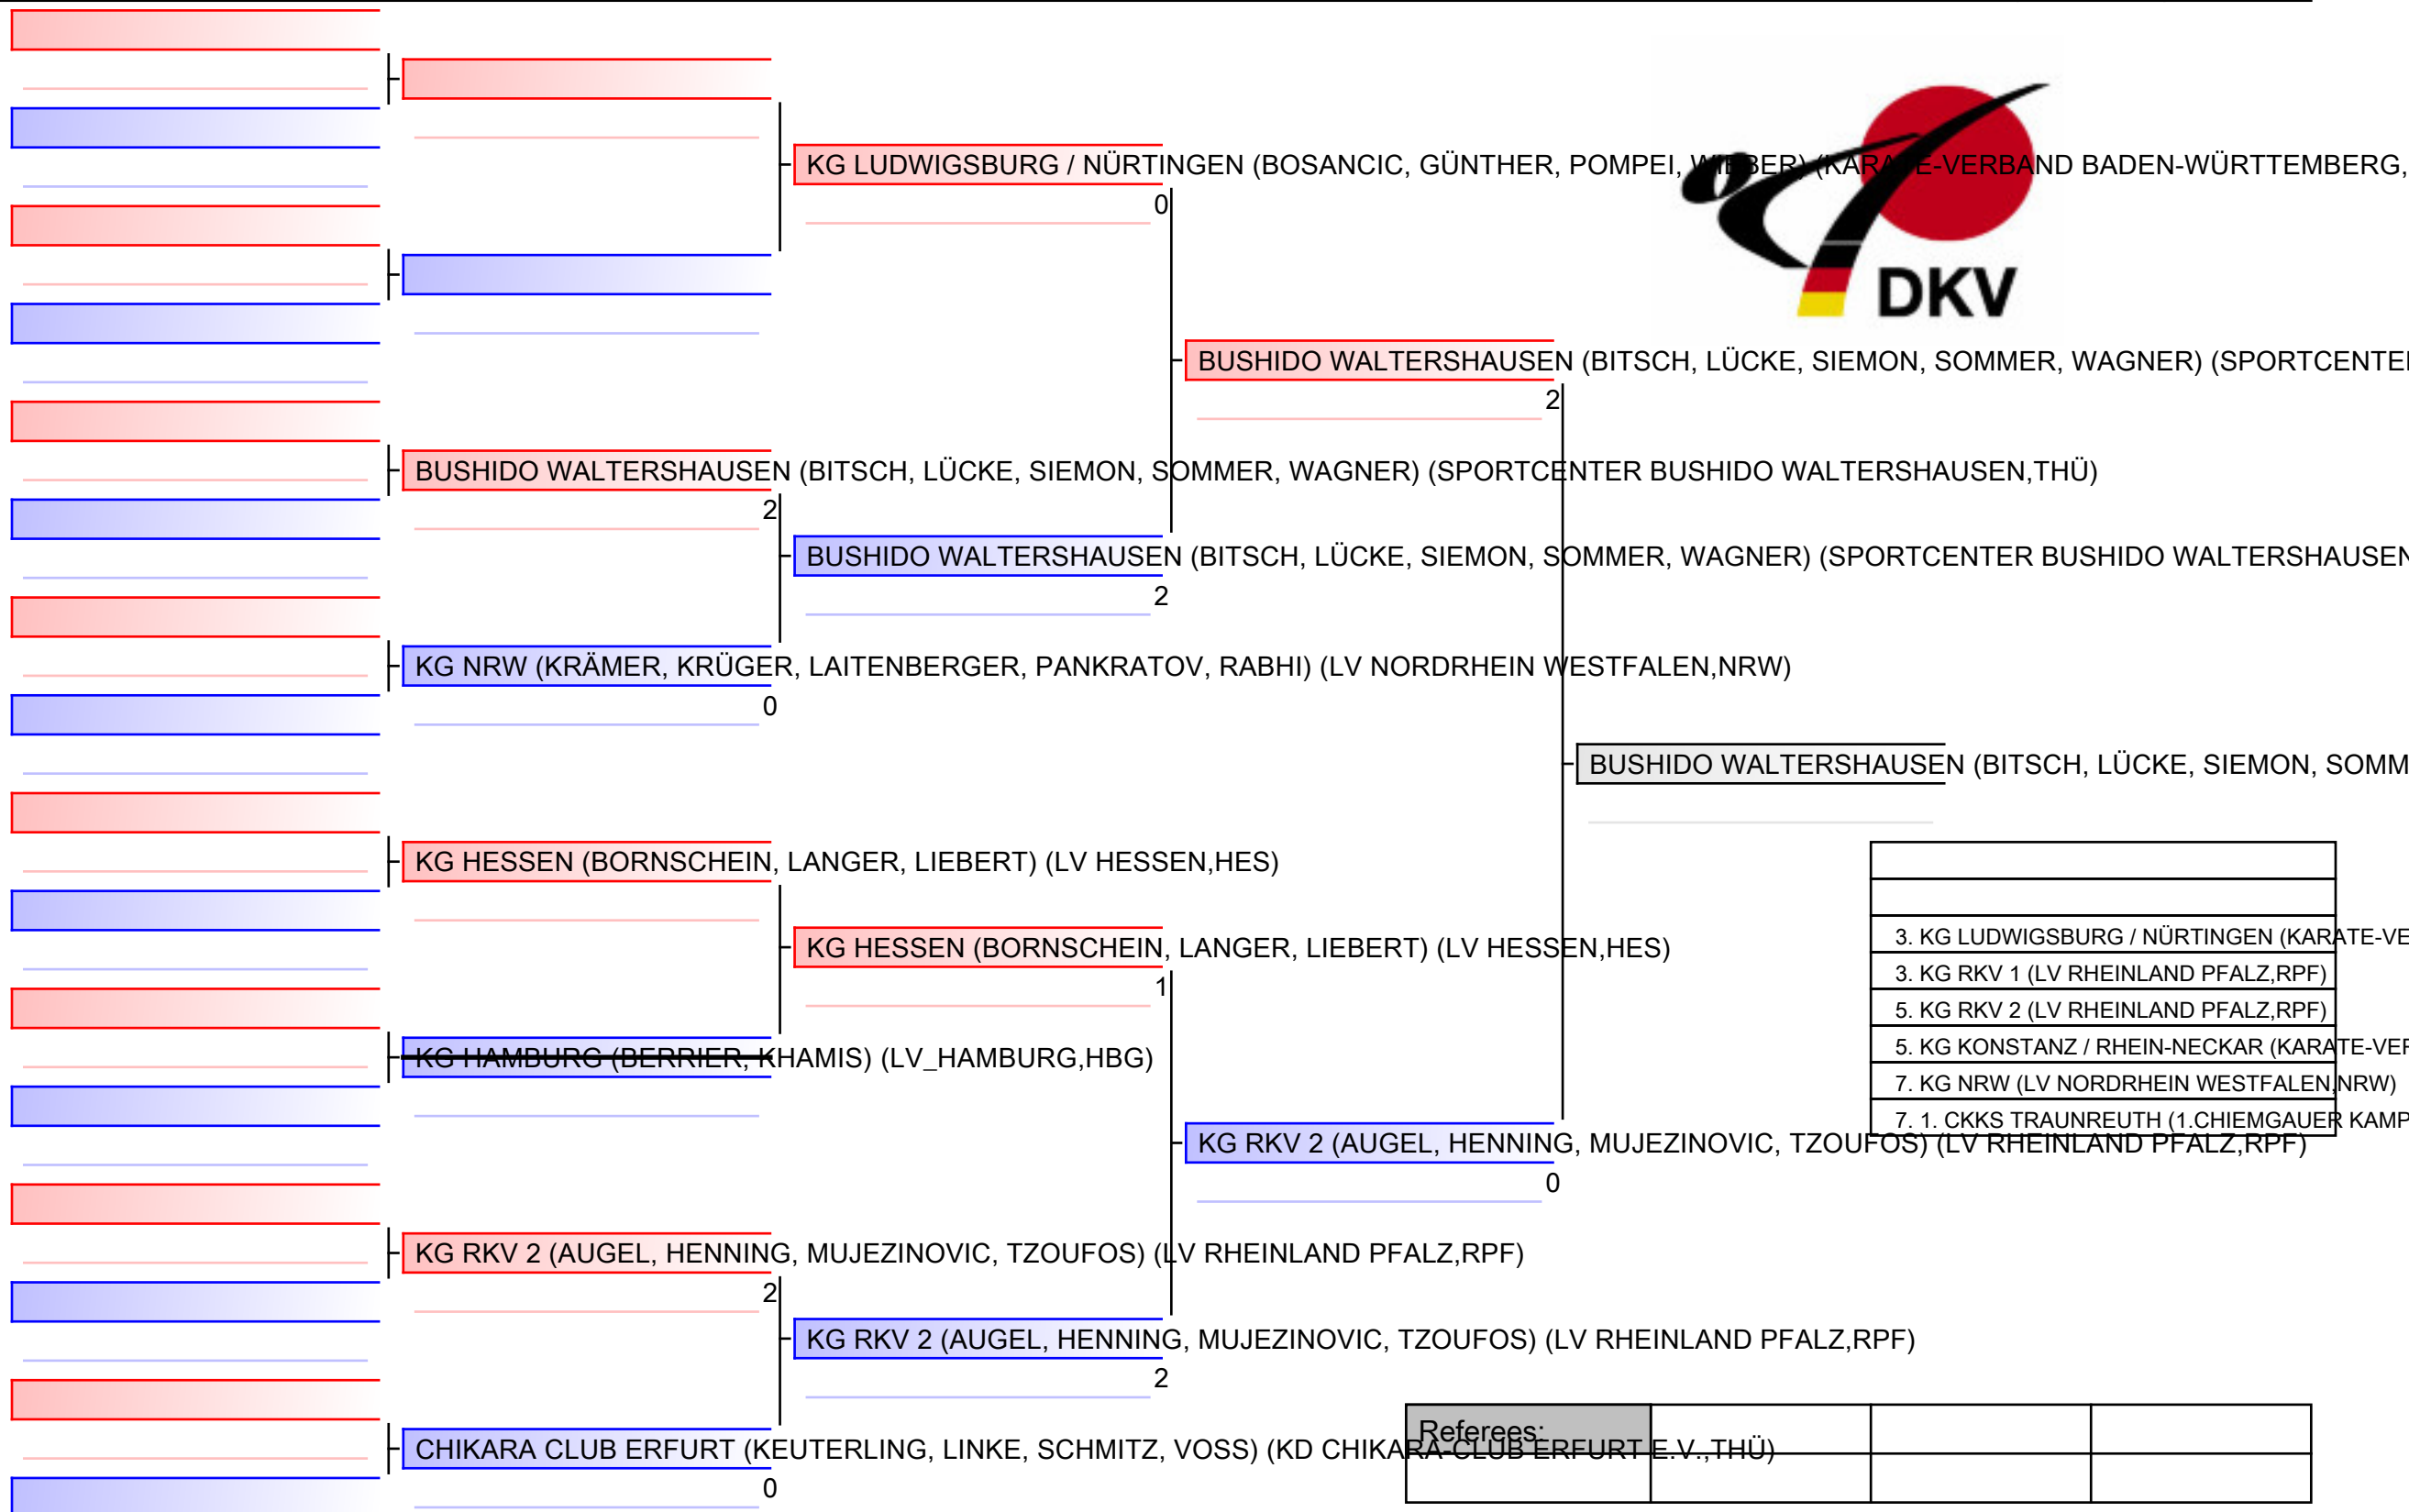 KG LUDWIGSBURG / NÜRTINGEN (BOSANCIC, GÜNTHER, POMPEI, WIEBER) (KARATE-VERBAND BADEN-WÜRTTEMBERG,
0
DKV
BUSHIDO WALTERSHAUSEN (BITSCH, LÜCKE, SIEMON, SOMMER, WAGNER) (SPORTCENTER
2
BUSHIDO WALTERSHAUSEN (BITSCH, LÜCKE, SIEMON, SOMMER, WAGNER) (SPORTCENTER BUSHIDO WALTERSHAUSEN,THÜ)
2
BUSHIDO WALTERSHAUSEN (BITSCH, LÜCKE, SIEMON, SOMMER, WAGNER) (SPORTCENTER BUSHIDO WALTERSHAUSEN
2
KG NRW (KRÄMER, KRÜGER, LAITENBERGER, PANKRATOV, RABHI) (LV NORDRHEIN WESTFALEN,NRW)
0
BUSHIDO WALTERSHAUSEN (BITSCH, LÜCKE, SIEMON, SOMM
KG HESSEN (BORNSCHEIN, LANGER, LIEBERT) (LV HESSEN,HES)
KG HESSEN (BORNSCHEIN, LANGER, LIEBERT) (LV HESSEN,HES)
1
3. KG LUDWIGSBURG / NÜRTINGEN (KARATE-VE
3. KG RKV 1 (LV RHEINLAND PFALZ,RPF)
5. KG RKV 2 (LV RHEINLAND PFALZ,RPF)
5. KG KONSTANZ / RHEIN-NECKAR (KARATE-VER
7. KG NRW (LV NORDRHEIN WESTFALEN,NRW)
7. 1. CKKS TRAUNREUTH (1.CHIEMGAUER KAMP
KG HAMBURG (BERRIER, KHAMIS) (LV_HAMBURG,HBG)
KG RKV 2 (AUGEL, HENNING, MUJEZINOVIC, TZOUFOS) (LV RHEINLAND PFALZ,RPF)
0
KG RKV 2 (AUGEL, HENNING, MUJEZINOVIC, TZOUFOS) (LV RHEINLAND PFALZ,RPF)
2
KG RKV 2 (AUGEL, HENNING, MUJEZINOVIC, TZOUFOS) (LV RHEINLAND PFALZ,RPF)
2
Referees:
CHIKARA CLUB ERFURT (KEUTERLING, LINKE, SCHMITZ, VOSS) (KD CHIKARA-CLUB ERFURT E.V.,THÜ)
0